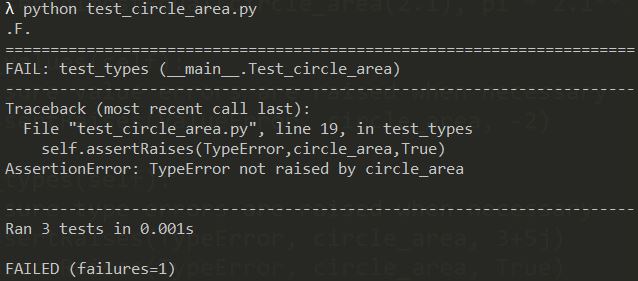 λ python test_circle_area.py
.F.
======================================================================
FAIL: test_types (__main__.Test_circle_area)
----------------------------------------------------------------------
Traceback (most recent call last):
File "test_circle_area.py", line 19, in test_types
self.assertRaises(TypeError,circle_area,True)
AssertionError: TypeError not raised by circle_area
----------------------------------------------------------------------
Ran 3 tests in 0.001s
FAILED (failures=1)